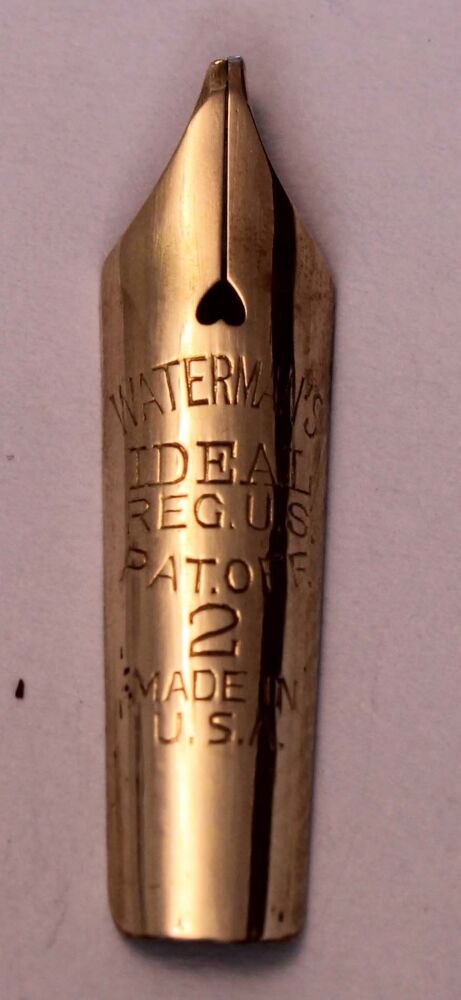 WATERMAN'S
IDEAL
REG. U.S.
PAT. OFF.
2
MADE IN
U.S.A.